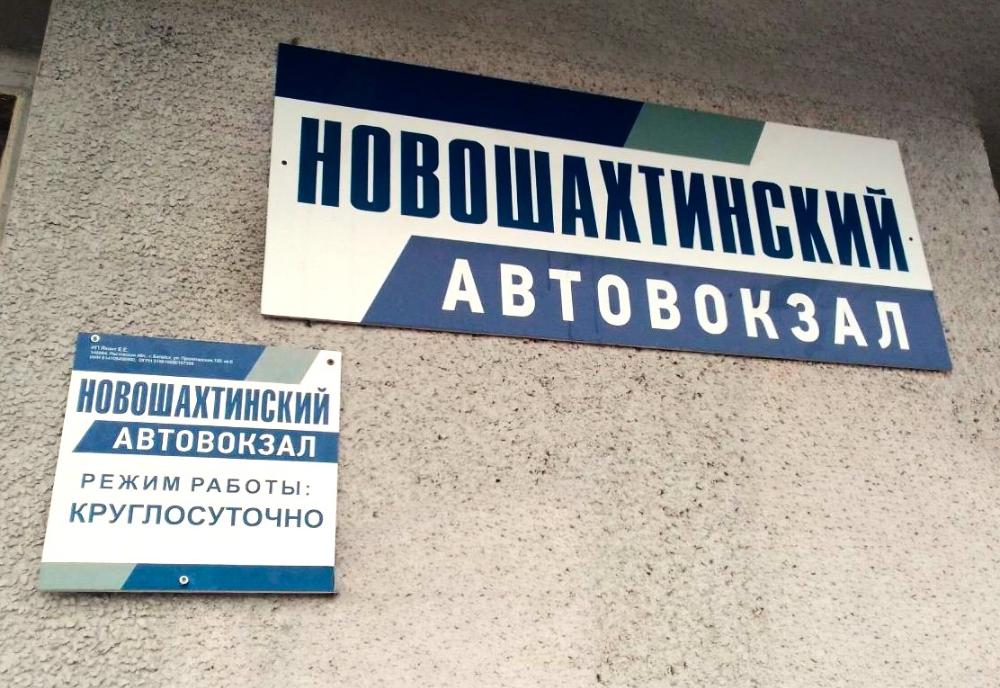 НОВОШАХТИНСКИЙ
АВТОВОКЗАЛ
НОВОШАХТИНСКИЙ
АВТОВОКЗАЛ
РЕЖИМ РАБОТЫ:
КРУГЛОСУТОЧНО